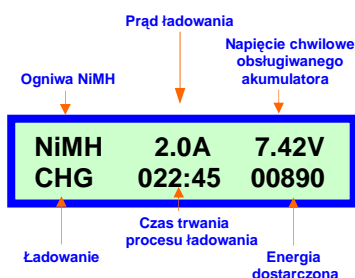 Prąd ładowania
Napięcie chwilowe
obsługiwanego
akumulatora
Ogniwa NiMH
NiMH 2.0A 7.42V
CHG 022:45 00890
Czas trwania
procesu ładowania
Ładowanie
Energia
dostarczona